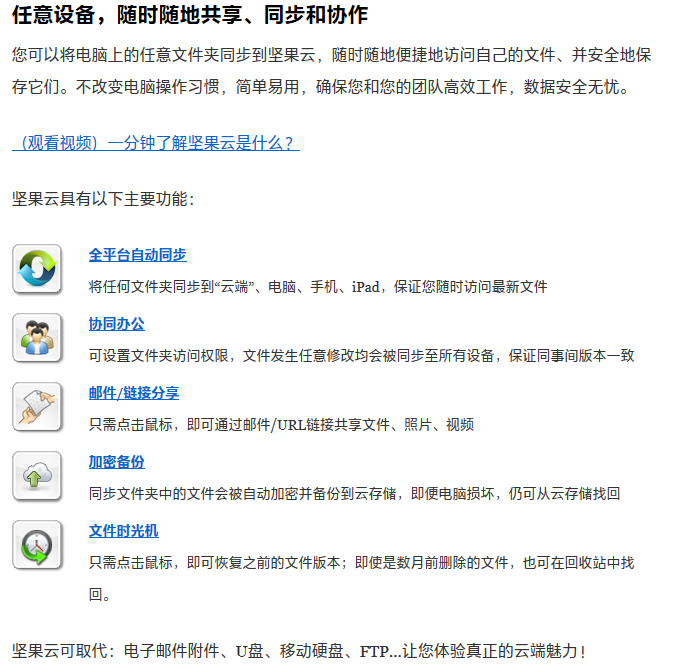 任意设备，随时随地共享、同步和协作
您可以将电脑上的任意文件夹同步到坚果云，随时随地便捷地访问自己的文件、并安全地保
存它们。不改变电脑操作习惯，简单易用，确保您和您的团队高效工作，数据安全无忧。
（观看视频）一分钟了解坚果云是什么？
坚果云具有以下主要功能：
全平台自动同步
将任何文件夹同步到“云端”、电脑、手机、iPad，保证您随时访问最新文件
协同办公
可设置文件夹访问权限，文件发生任意修改均会被同步至所有设备，保证同事间版本一致
邮件/链接分享
只需点击鼠标，即可通过邮件/URL链接共享文件、照片、视频
加密备份
同步文件夹中的文件会被自动加密并备份到云存储，即便电脑损坏，仍可从云存储找回
文件时光机
只需点击鼠标，即可恢复之前的文件版本；即使是数月前删除的文件，也可在回收站中找
回。
坚果云可取代：电子邮件附件、U盘、移动硬盘、FTP...让您体验真正的云端魅力！